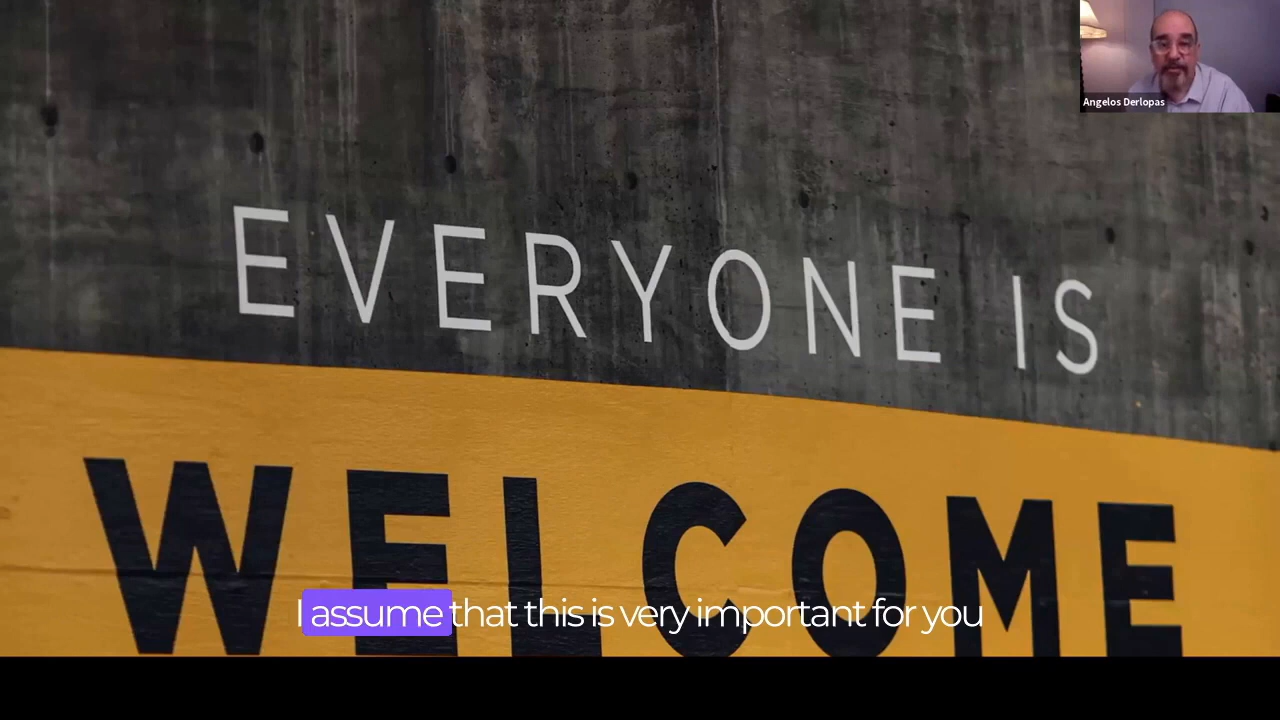 Angelos Derlopas
EVERYONE IS
WELCOME
I assume that this is very important for you